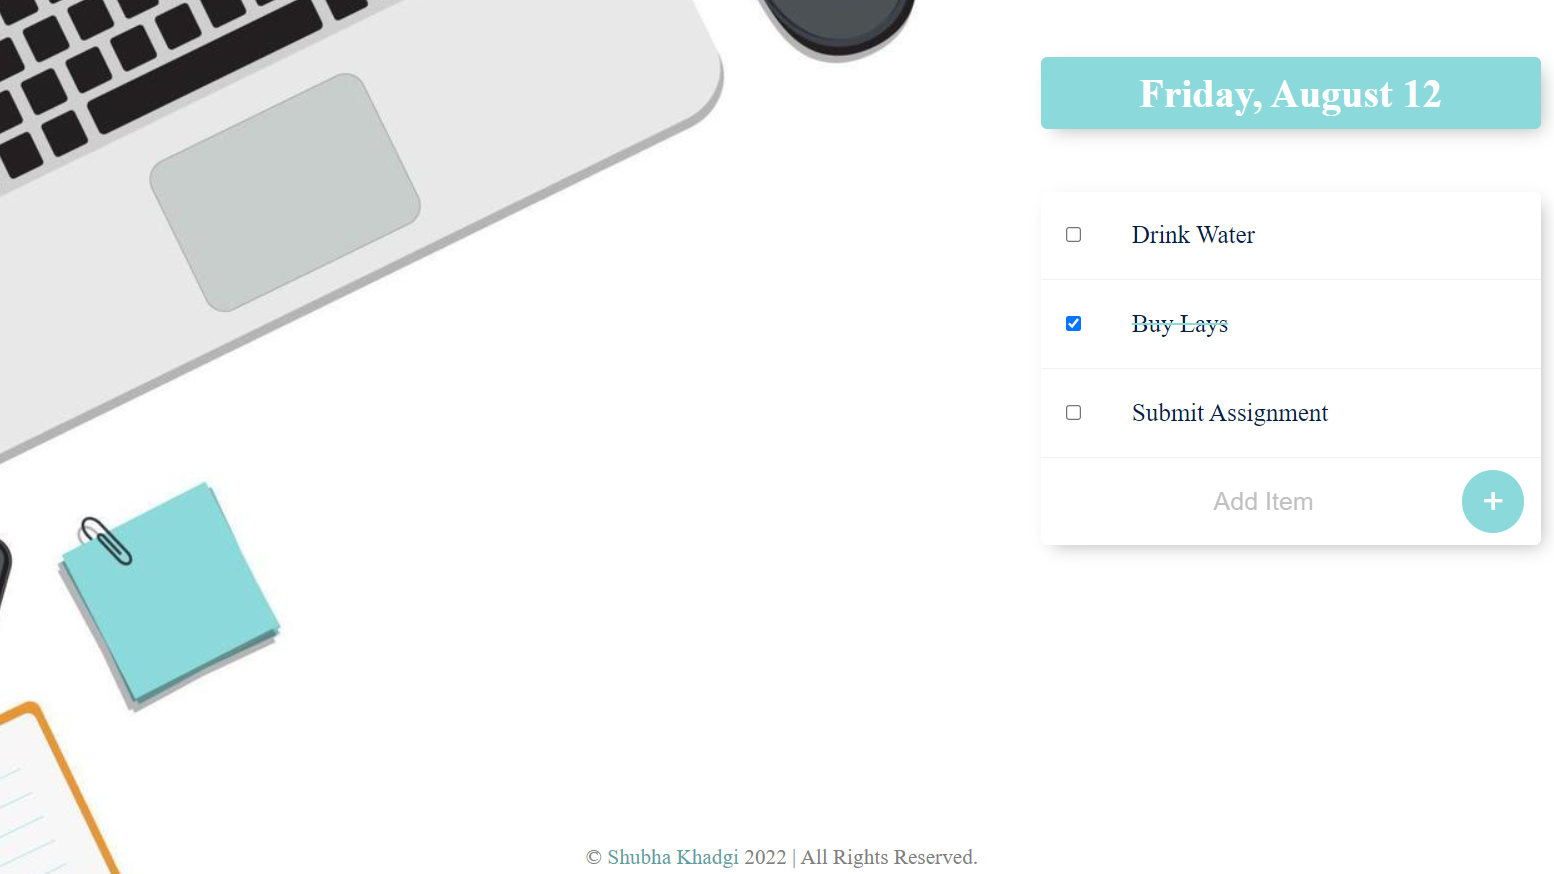 Friday, August 12
Drink Water
Buy Lays
Submit Assignment
Add Item
+
© Shubha Khadgi 2022 | All Rights Reserved.